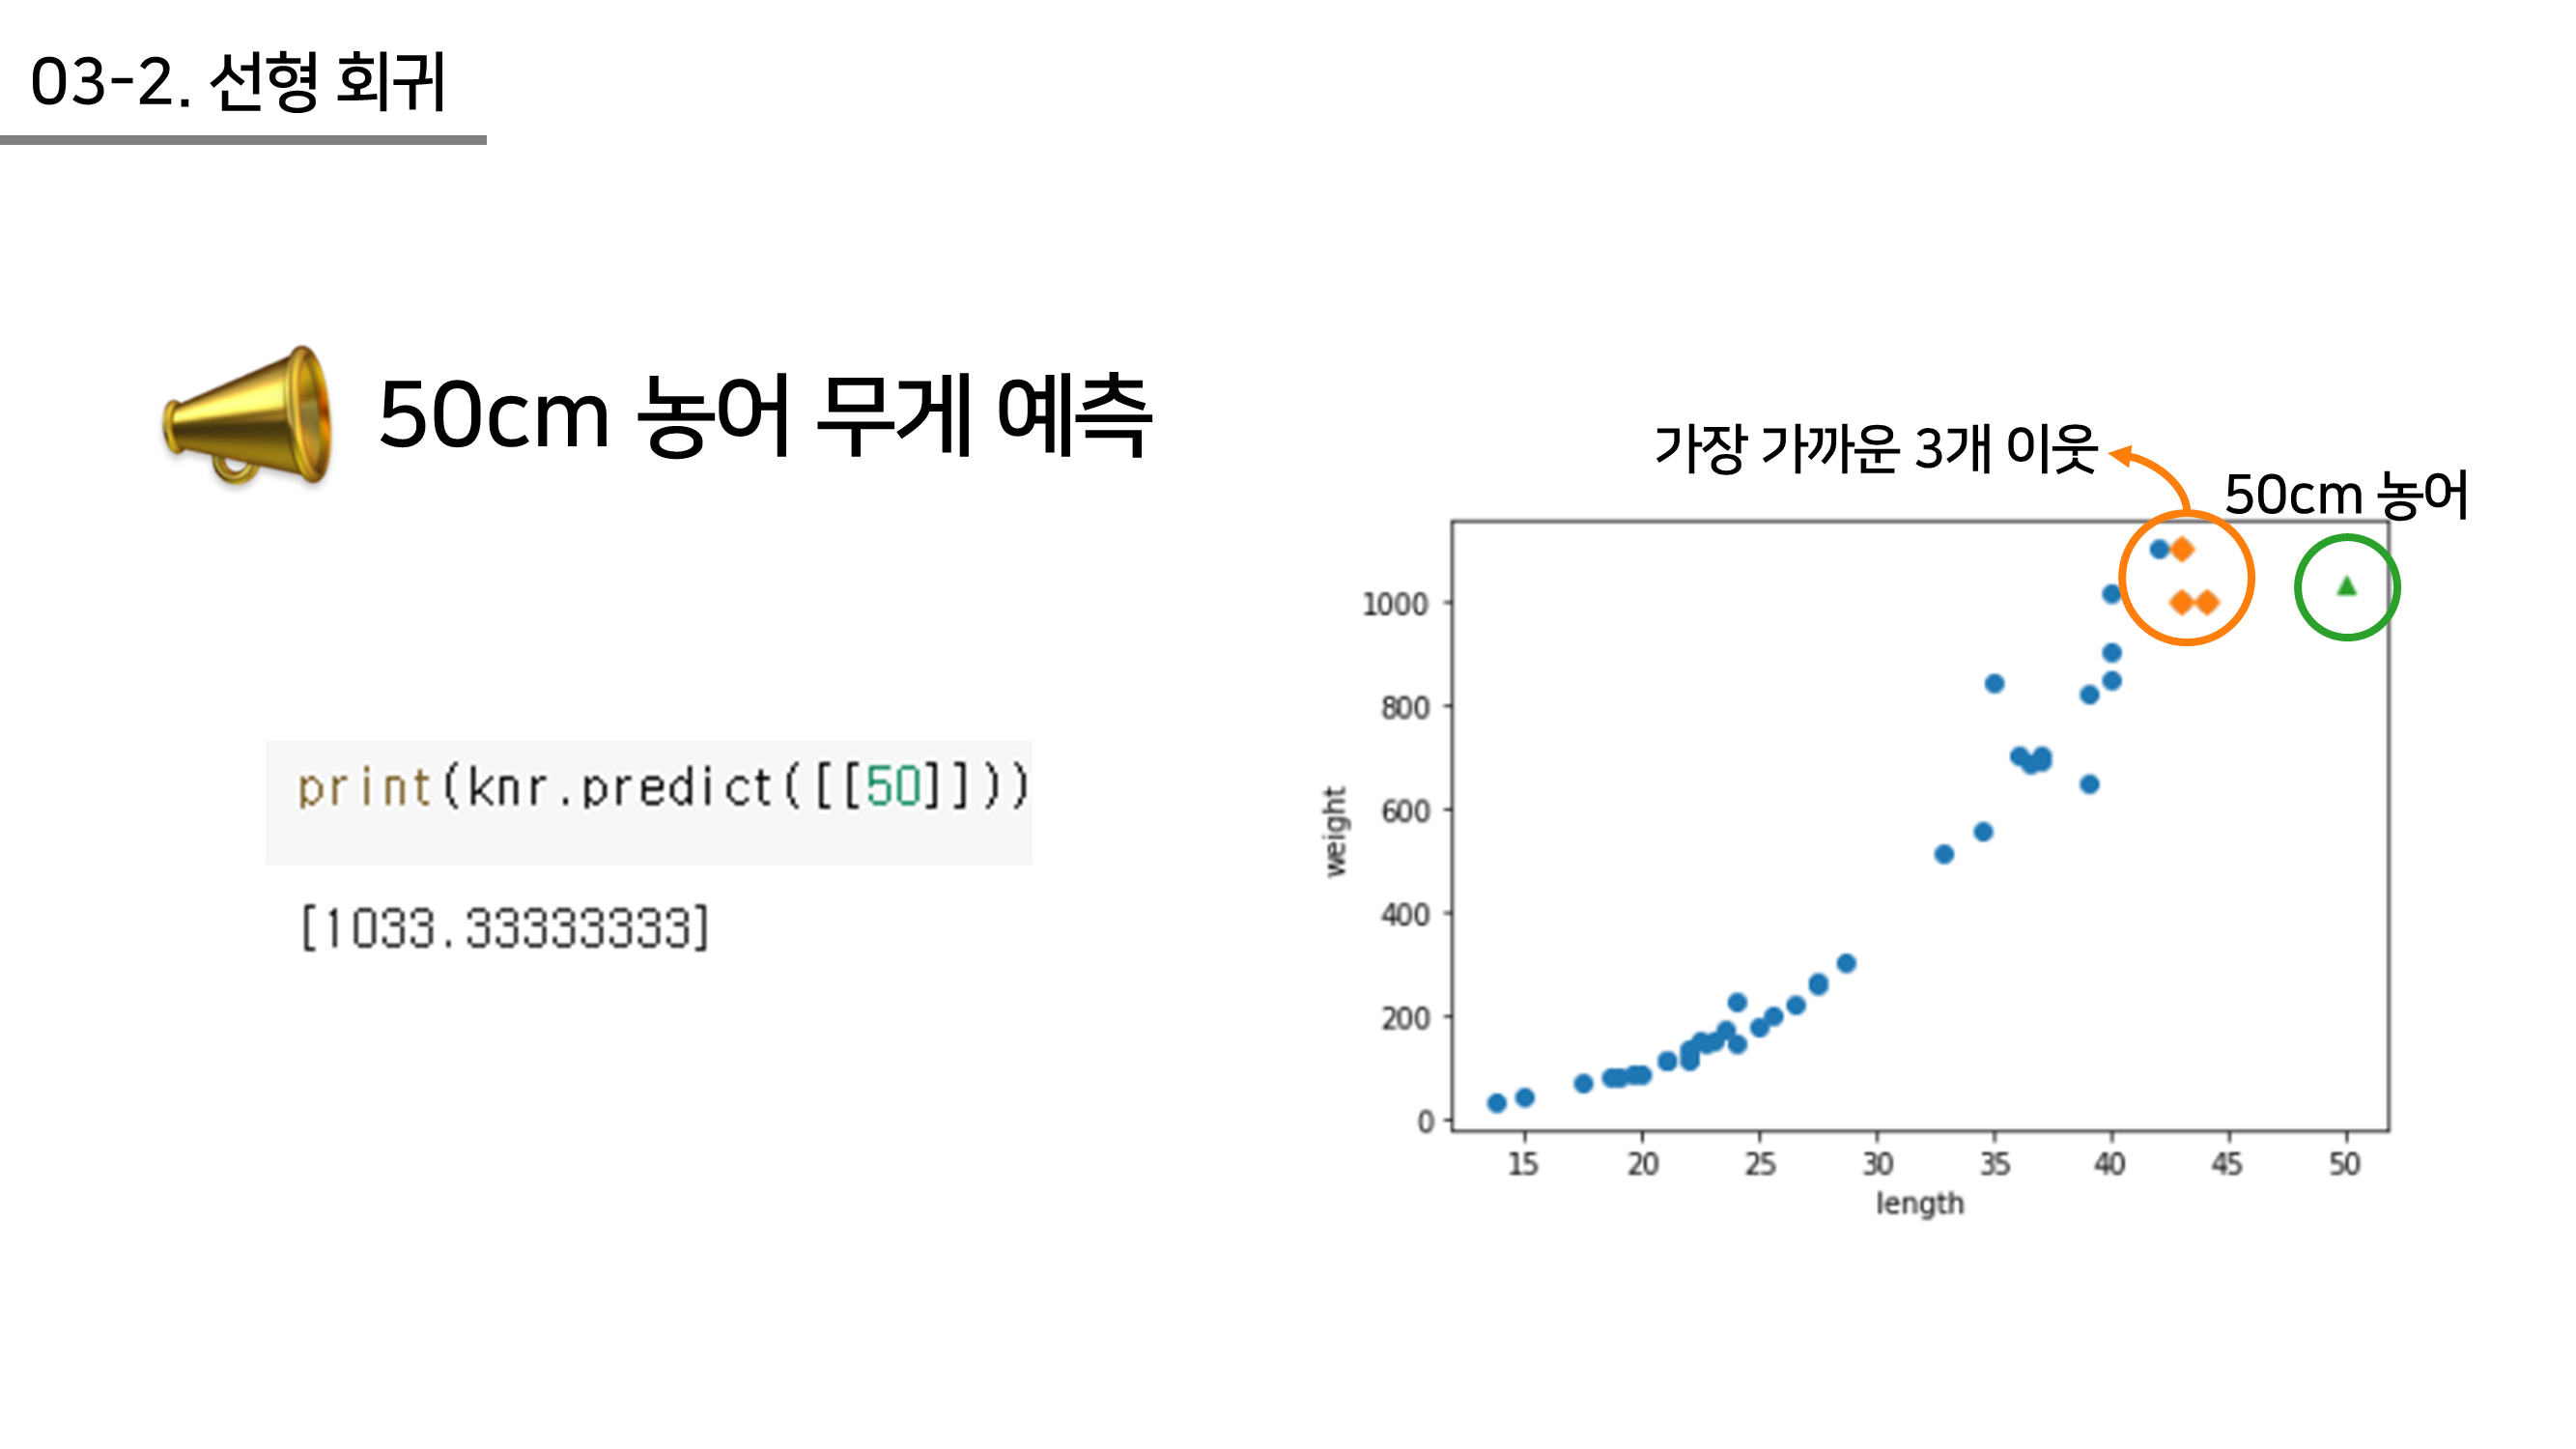 03-2. 선형 회귀
50cm 농어 무게 예측
print(knr.predict([[50]]))
[1033.33333333]
가장 가까운 3개 이웃
50cm 농어
1000
800
600
400
200
0
weight
15 20 25 30 35 40 45 50
length